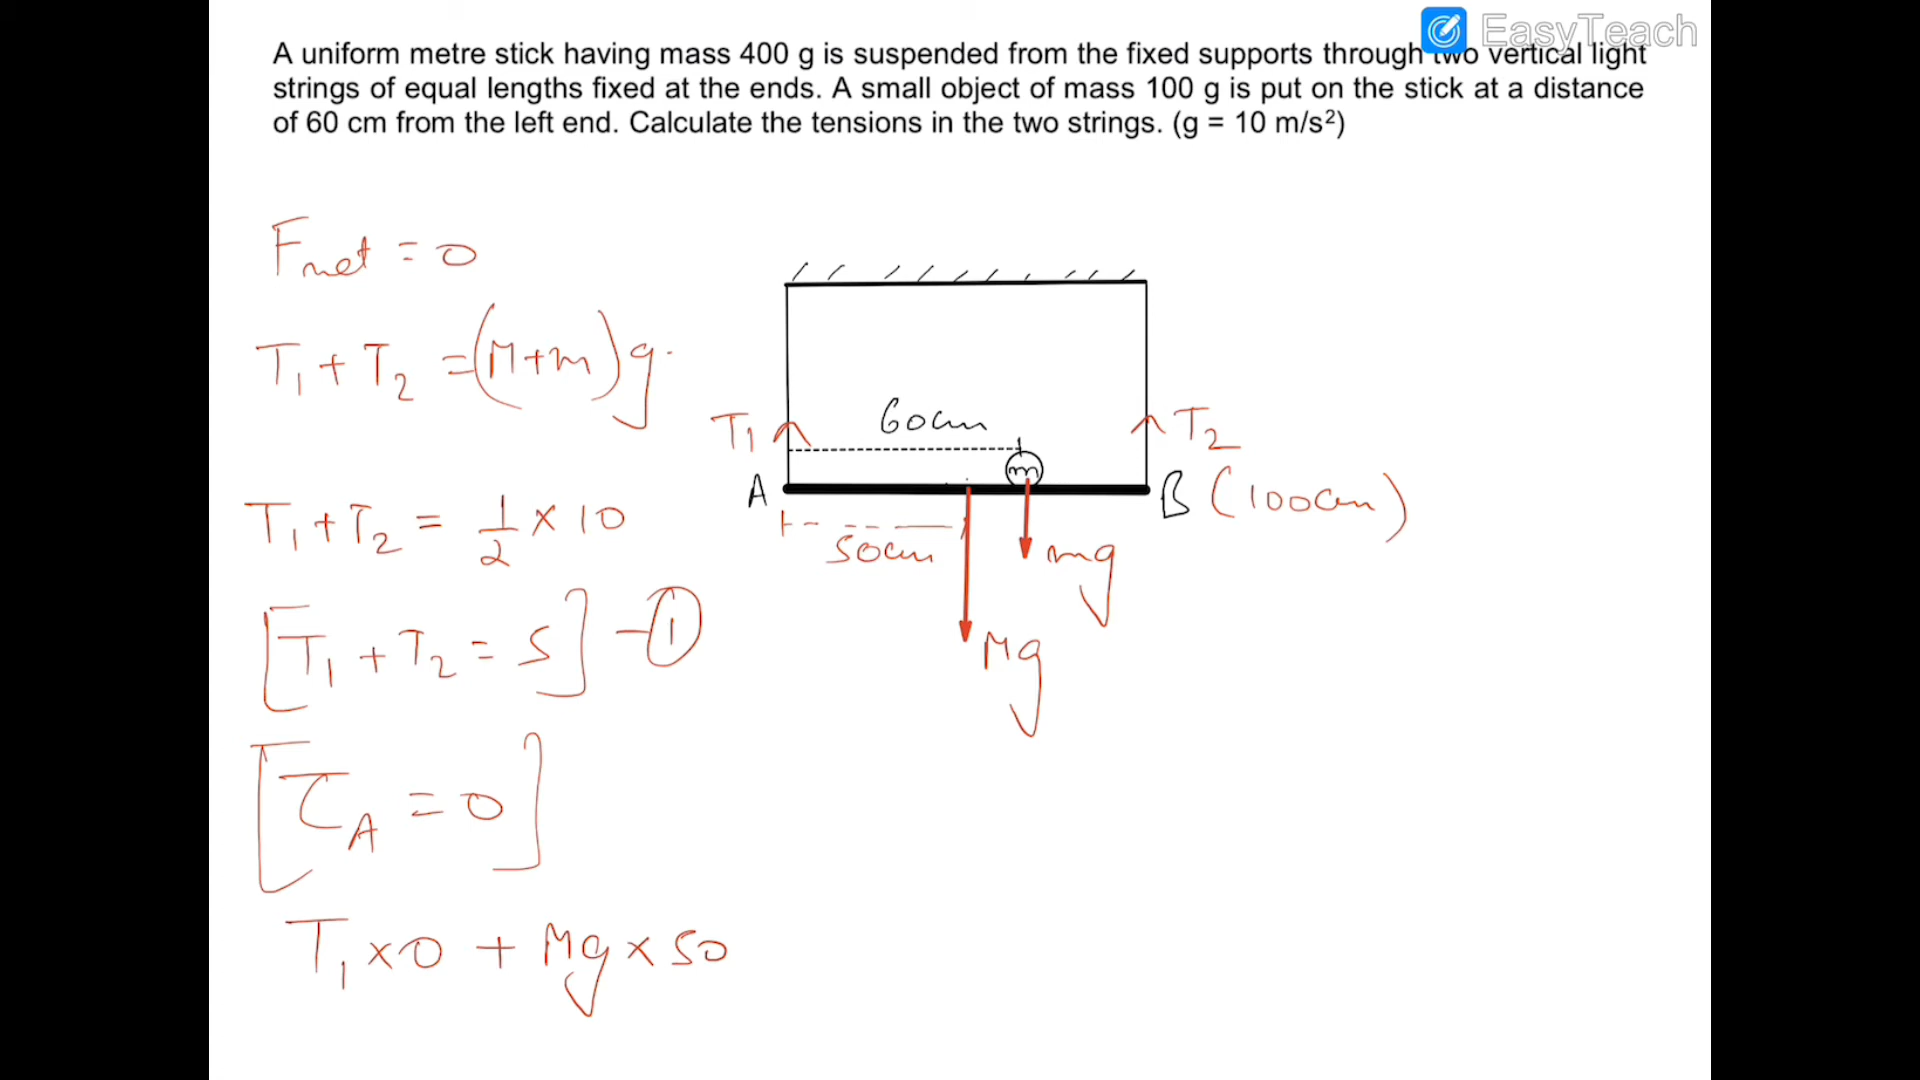 EasyTeach
A uniform metre stick having mass 400 g is suspended from the fixed supports through two vertical light
strings of equal lengths fixed at the ends. A small object of mass 100 g is put on the stick at a distance
of 60 cm from the left end. Calculate the tensions in the two strings. (g = 10 m/s²)
Fnet = 0
T₁ + T₂ = (M+m)g
T₁ + T₂ = 1/2 × 10
[T₁ + T₂ = 5] – ①
[τA = 0]
T₁ × 0 + Mg × 50
60cm
T₁
T₂
m
A
B (100cm)
50cm
mg
Mg